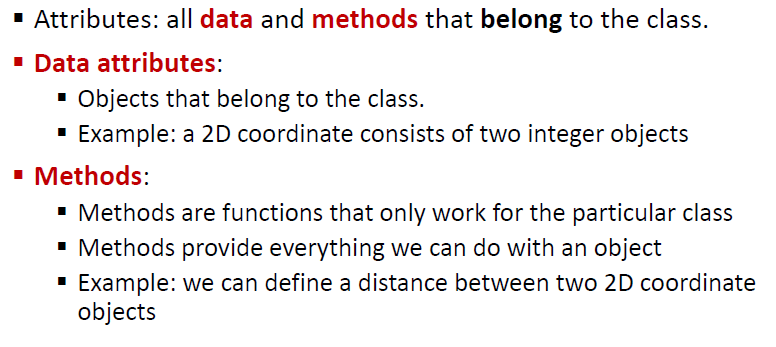 ▪ Attributes: all data and methods that belong to the class.
▪ Data attributes:
▪ Objects that belong to the class.
▪ Example: a 2D coordinate consists of two integer objects
▪ Methods:
▪ Methods are functions that only work for the particular class
▪ Methods provide everything we can do with an object
▪ Example: we can define a distance between two 2D coordinate
objects